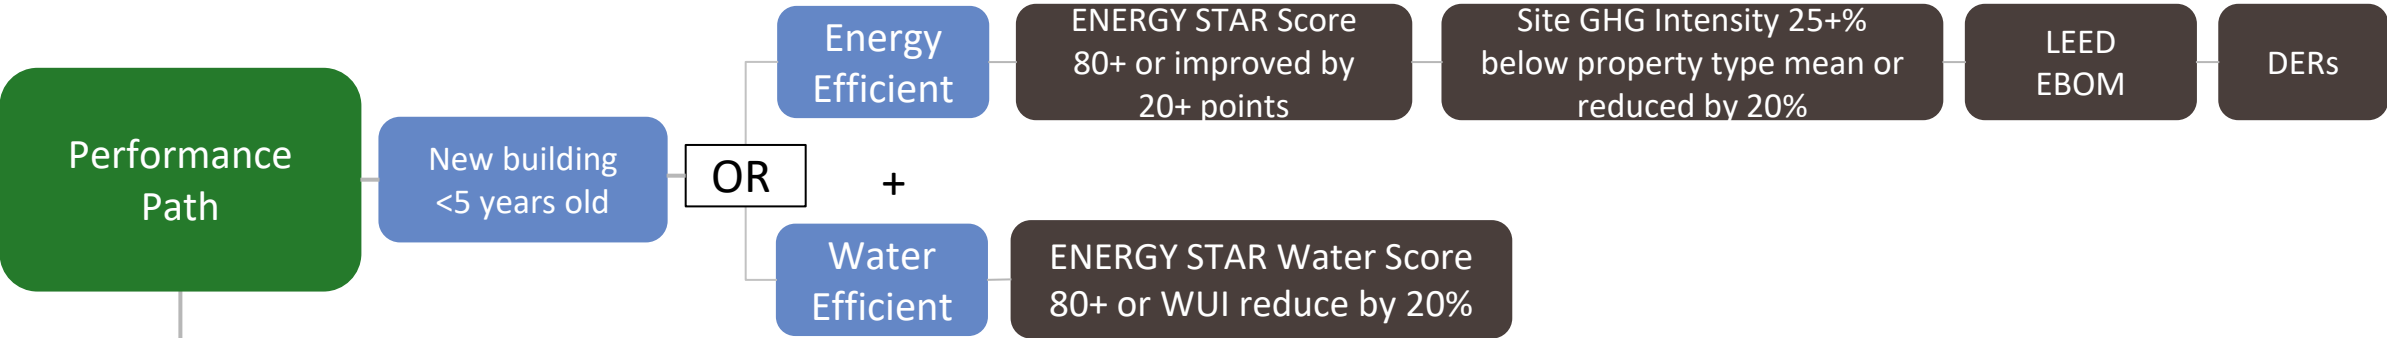 Performance
Path
New building
<5 years old
OR
+
Energy
Efficient
ENERGY STAR Score
80+ or improved by
20+ points
Site GHG Intensity 25+%
below property type mean or
reduced by 20%
LEED
EBOM
DERs
Water
Efficient
ENERGY STAR Water Score
80+ or WUI reduce by 20%